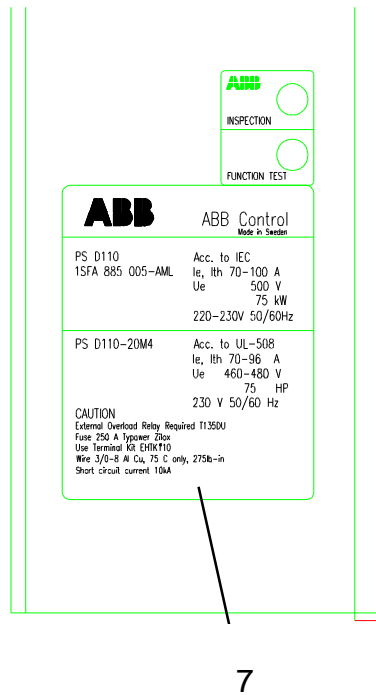 ABB
INSPECTION
FUNCTION TEST
ABB ABB Control
Made in Sweden
PS D110 Acc. to IEC
1SFA 885 005-AML Ie, Ith 70-100 A
Ue 500 V
75 kW
220-230V 50/60Hz
PS D110-20M4 Acc. to UL-508
Ie, Ith 70-96 A
Ue 460-480 V
75 HP
230 V 50/60 Hz
CAUTION
External Overload Relay Required T135DU
Fuse 250 A Typower Zilox
Use Terminal Kit
Wire 3/0-8 Al Cu, 75 C only, 275lb-in
Short circuit current 10kA
7